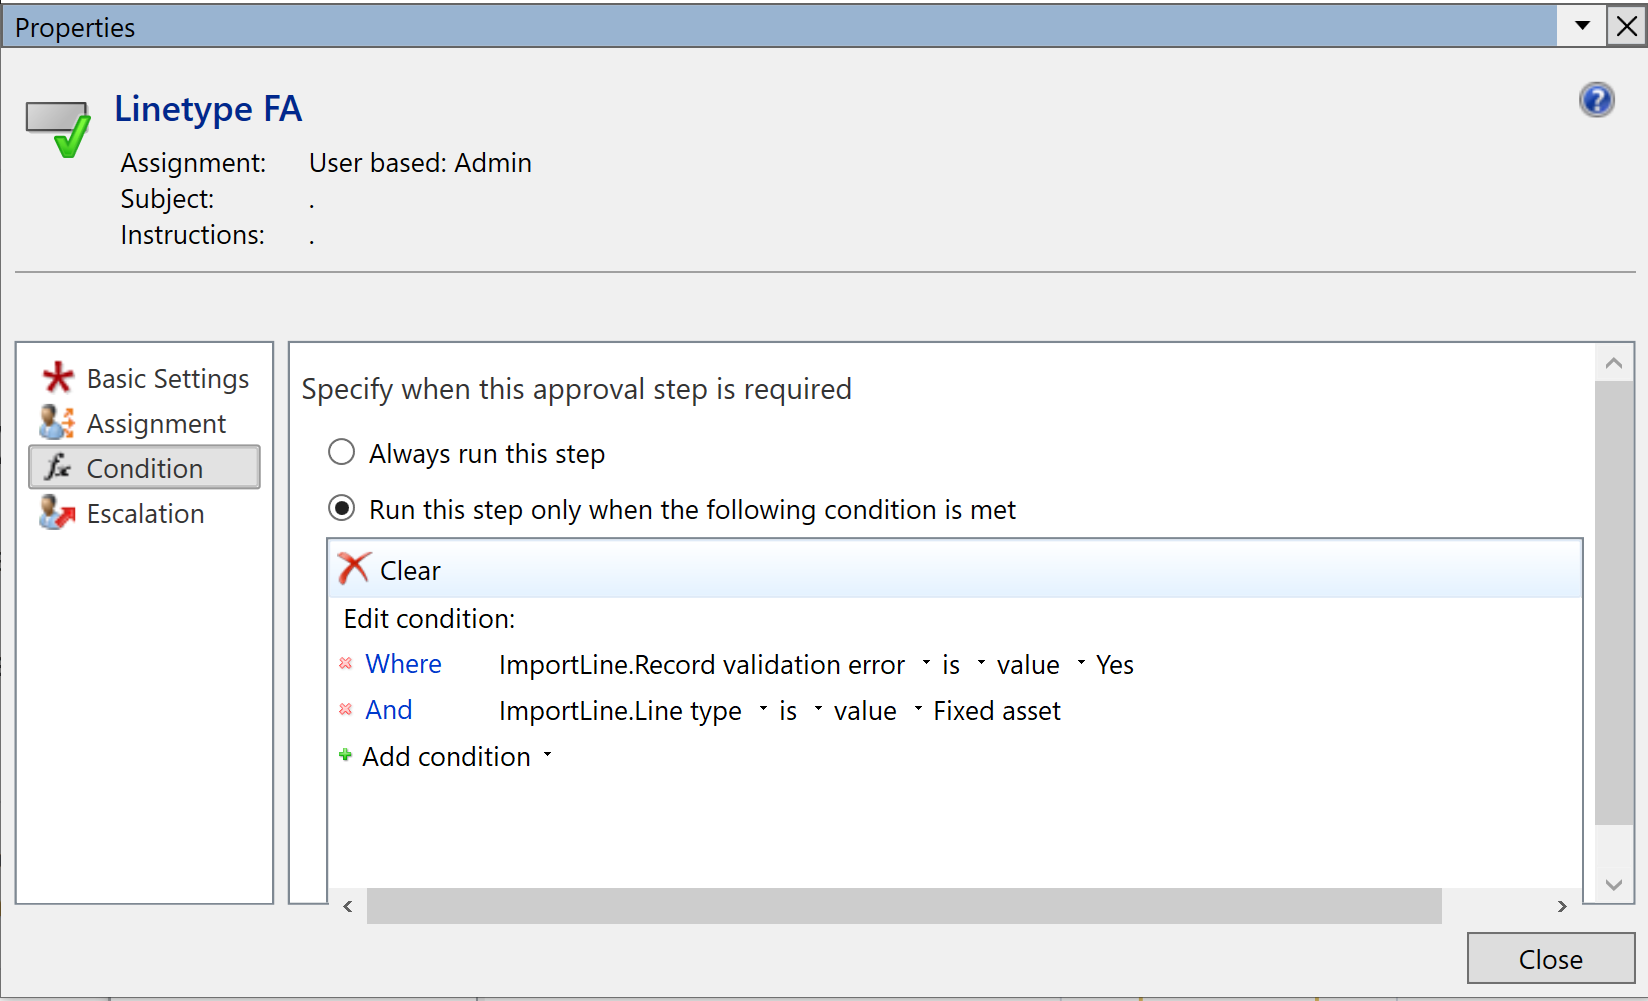 Properties
Linetype FA
Assignment: User based: Admin
Subject: .
Instructions: .
Basic Settings
Assignment
Condition
Escalation
Specify when this approval step is required
Always run this step
Run this step only when the following condition is met
Clear
Edit condition:
Where ImportLine.Record validation error is value Yes
And ImportLine.Line type is value Fixed asset
Add condition
Close